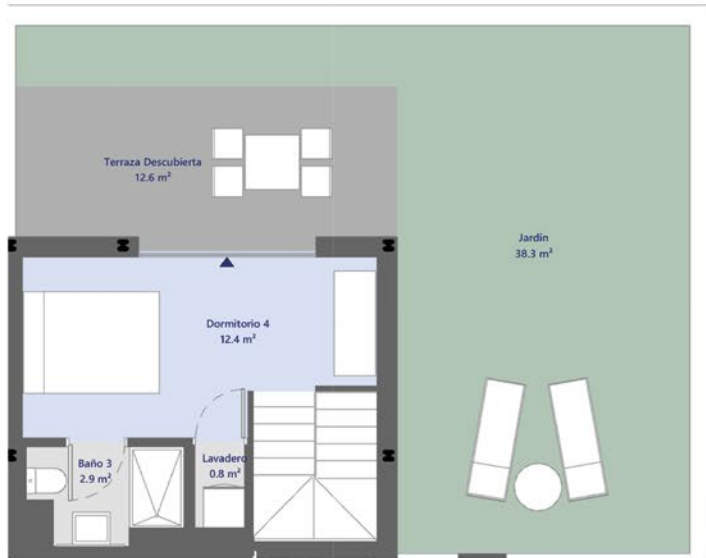 Terraza Descubierta
12.6 m²
Jardín
38.3 m²
Dormitorio 4
12.4 m²
Baño 3
2.9 m²
Lavadero
0.8 m²